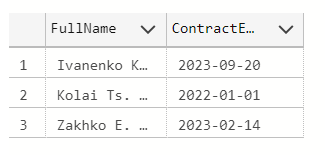 FullName ContractE…
1 Ivanenko K… 2023-09-20
2 Kolai Ts. … 2022-01-01
3 Zakhko E. … 2023-02-14